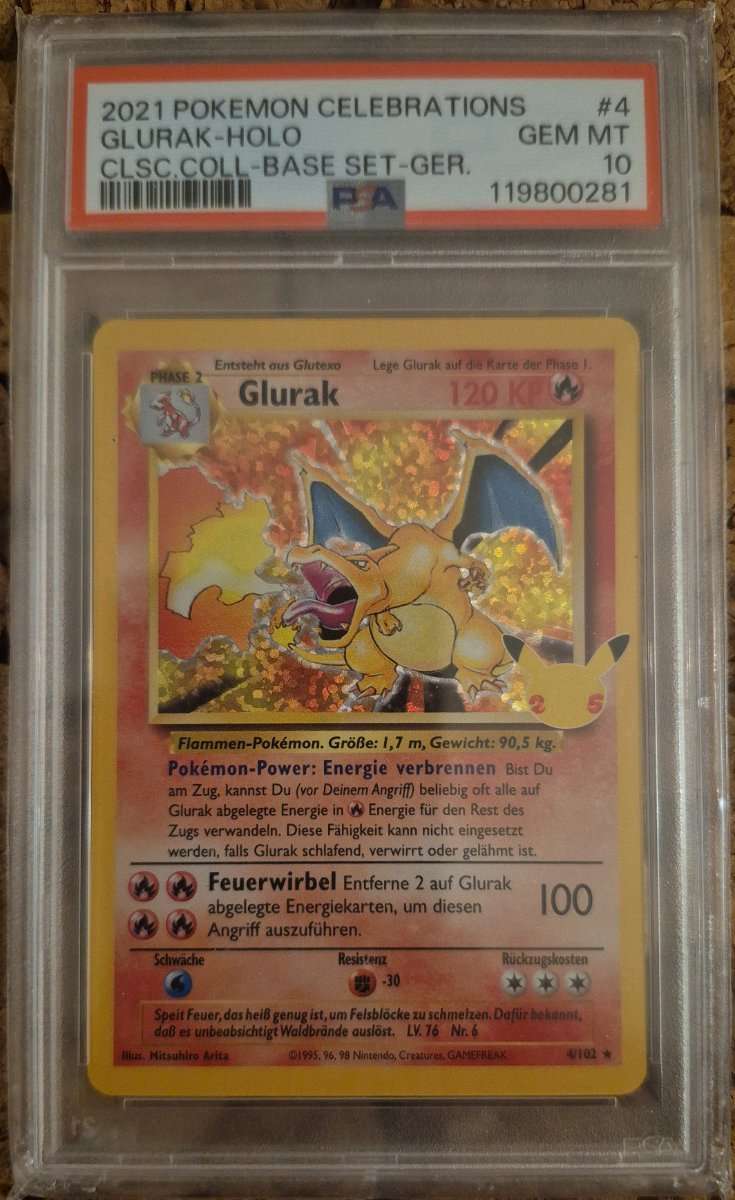 2021 POKEMON CELEBRATIONS #4
GLURAK-HOLO GEM MT
CLSC.COLL-BASE SET-GER. 10
PSA 119800281
Entsteht aus Glutexo Lege Glurak auf die Karte der Phase 1.
PHASE 2
Glurak 120 KP
25
Flammen-Pokémon. Größe: 1,7 m, Gewicht: 90,5 kg.
Pokémon-Power: Energie verbrennen Bist Du
am Zug, kannst Du (vor Deinem Angriff) beliebig oft alle auf
Glurak abgelegte Energie in Energie für den Rest des
Zugs verwandeln. Diese Fähigkeit kann nicht eingesetzt
werden, falls Glurak schlafend, verwirrt oder gelähmt ist.
Feuerwirbel Entferne 2 auf Glurak
abgelegte Energiekarten, um diesen 100
Angriff auszuführen.
Schwäche Resistenz Rückzugskosten
-30
Speit Feuer, das heiß genug ist, um Felsblöcke zu schmelzen. Dafür bekannt,
daß es unbeabsichtigt Waldbrände auslöst. LV. 76 Nr. 6
Illus. Mitsuhiro Arita ©1995, 96, 98 Nintendo, Creatures, GAMEFREAK 4/102 ★
PSA